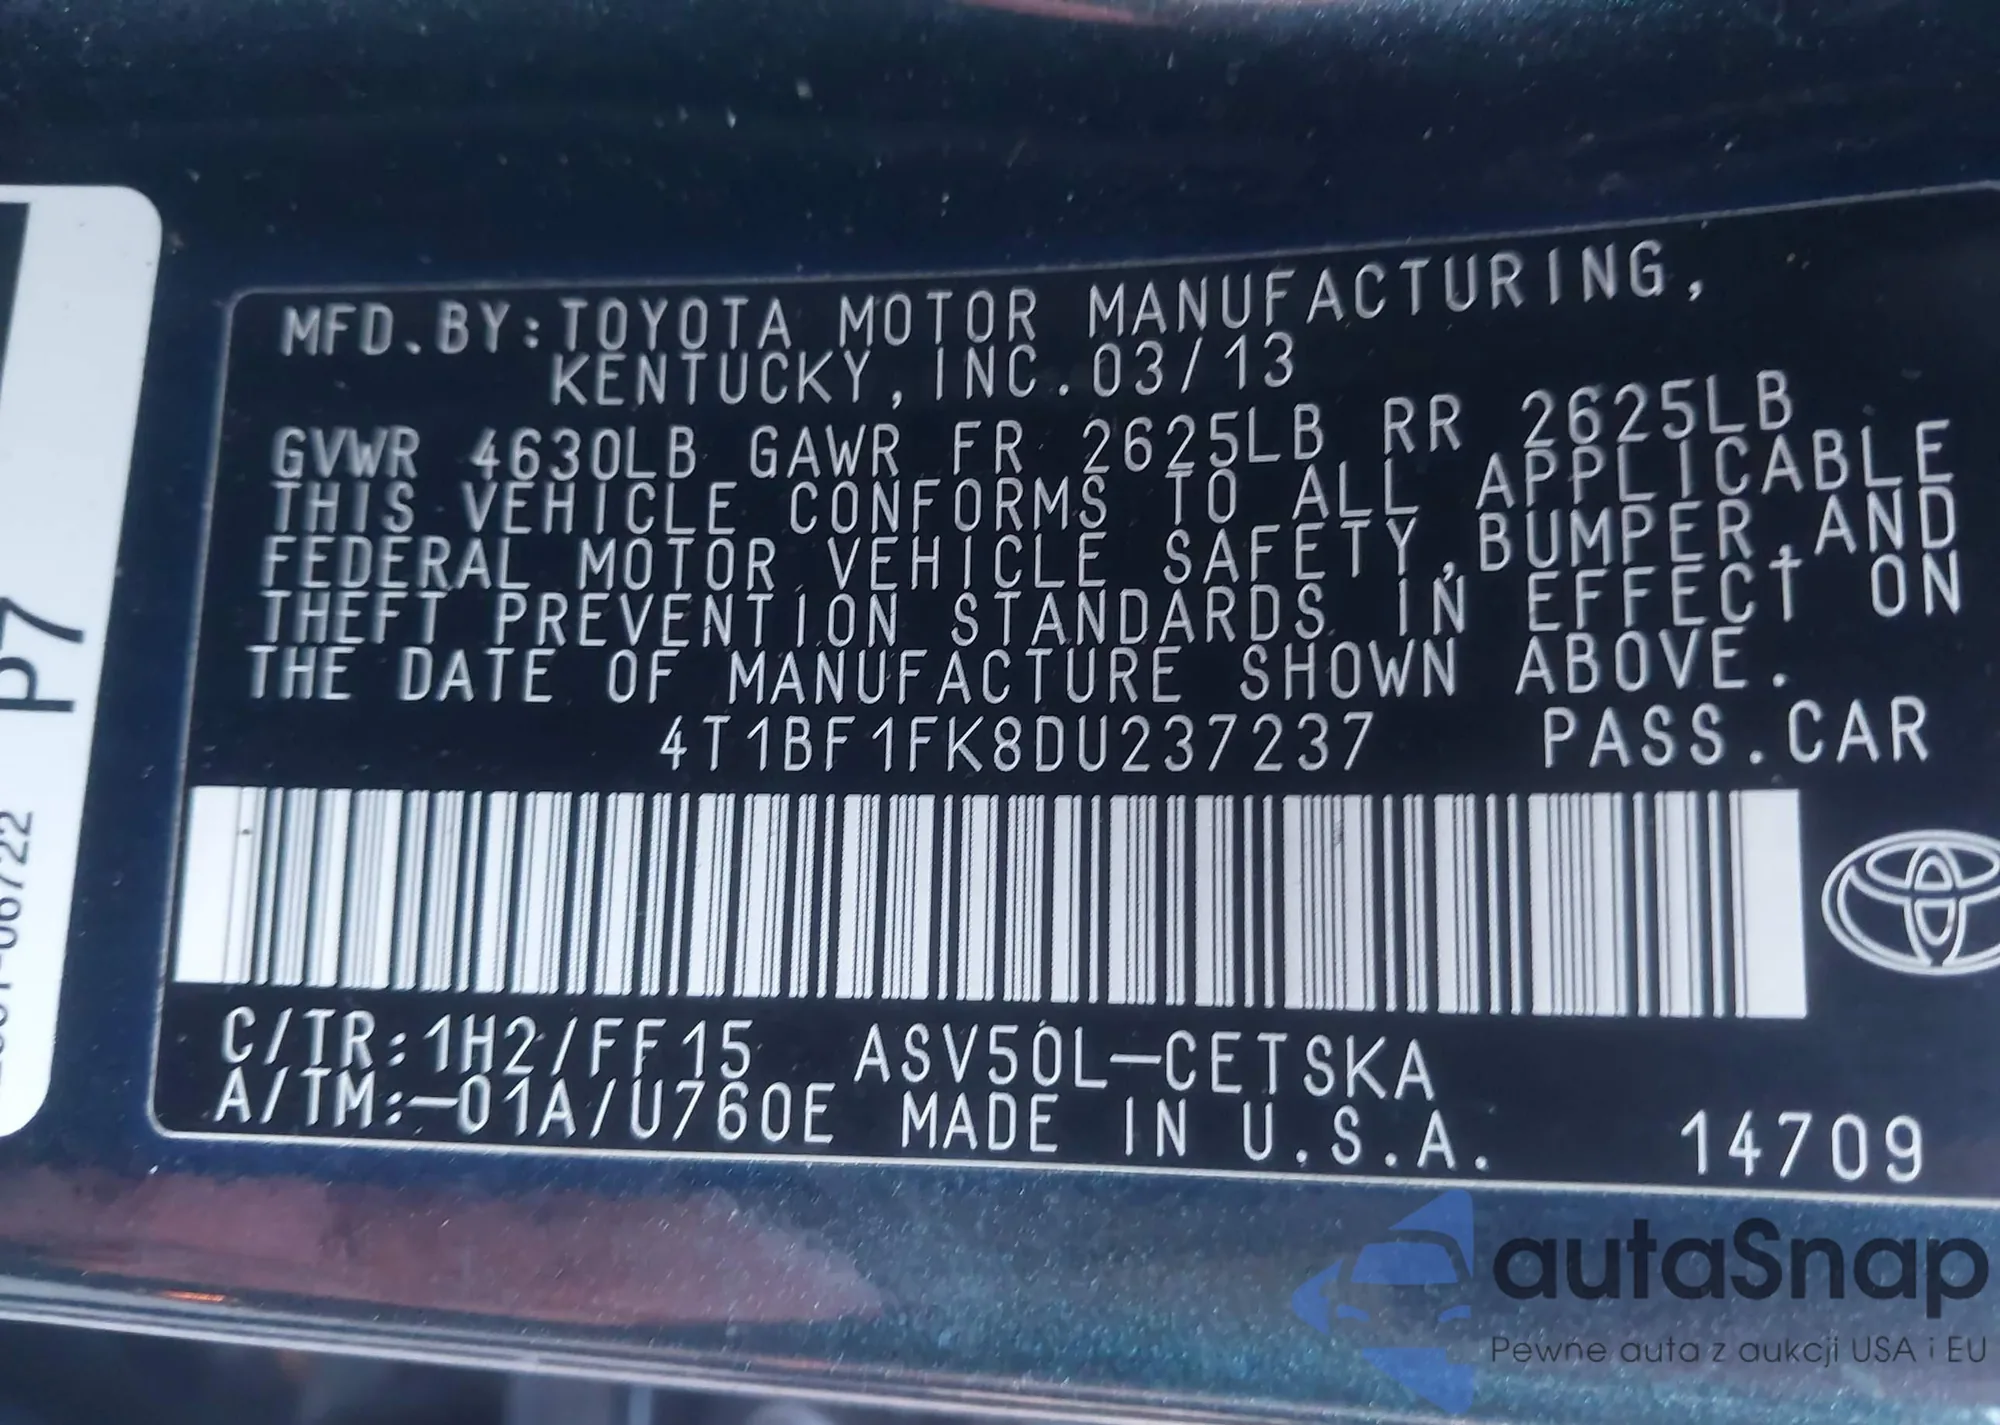 MFD.BY:TOYOTA MOTOR MANUFACTURING,
KENTUCKY,INC.03/13
GVWR 4630LB GAWR FR 2625LB RR 2625LB
THIS VEHICLE CONFORMS TO ALL APPLICABLE
FEDERAL MOTOR VEHICLE SAFETY,BUMPER,AND
THEFT PREVENTION STANDARDS IN EFFECT ON
THE DATE OF MANUFACTURE SHOWN ABOVE.
4T1BF1FK8DU237237 PASS.CAR
C/TR:1H2/FF15 ASV50L-CETSKA
A/TM:-01A/U760E MADE IN U.S.A. 14709
P7
autaSnap
Pewne auta z aukcji USA i EU